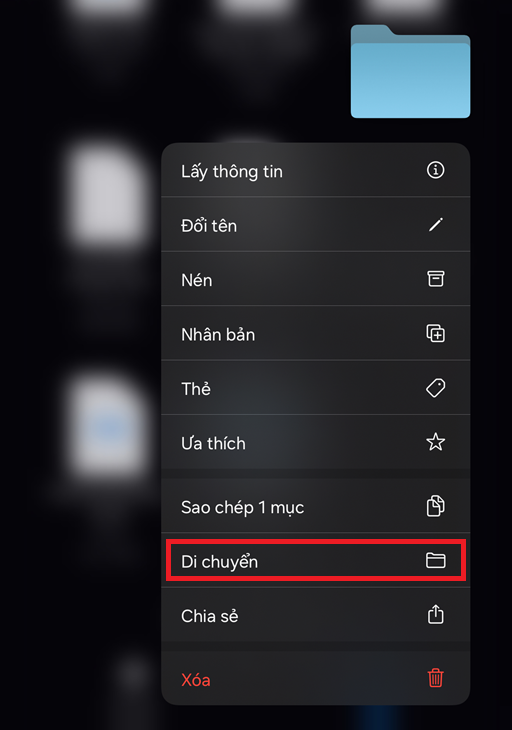 Lấy thông tin
Đổi tên
Nén
Nhân bản
Thẻ
Ưa thích
Sao chép 1 mục
Di chuyển
Chia sẻ
Xóa